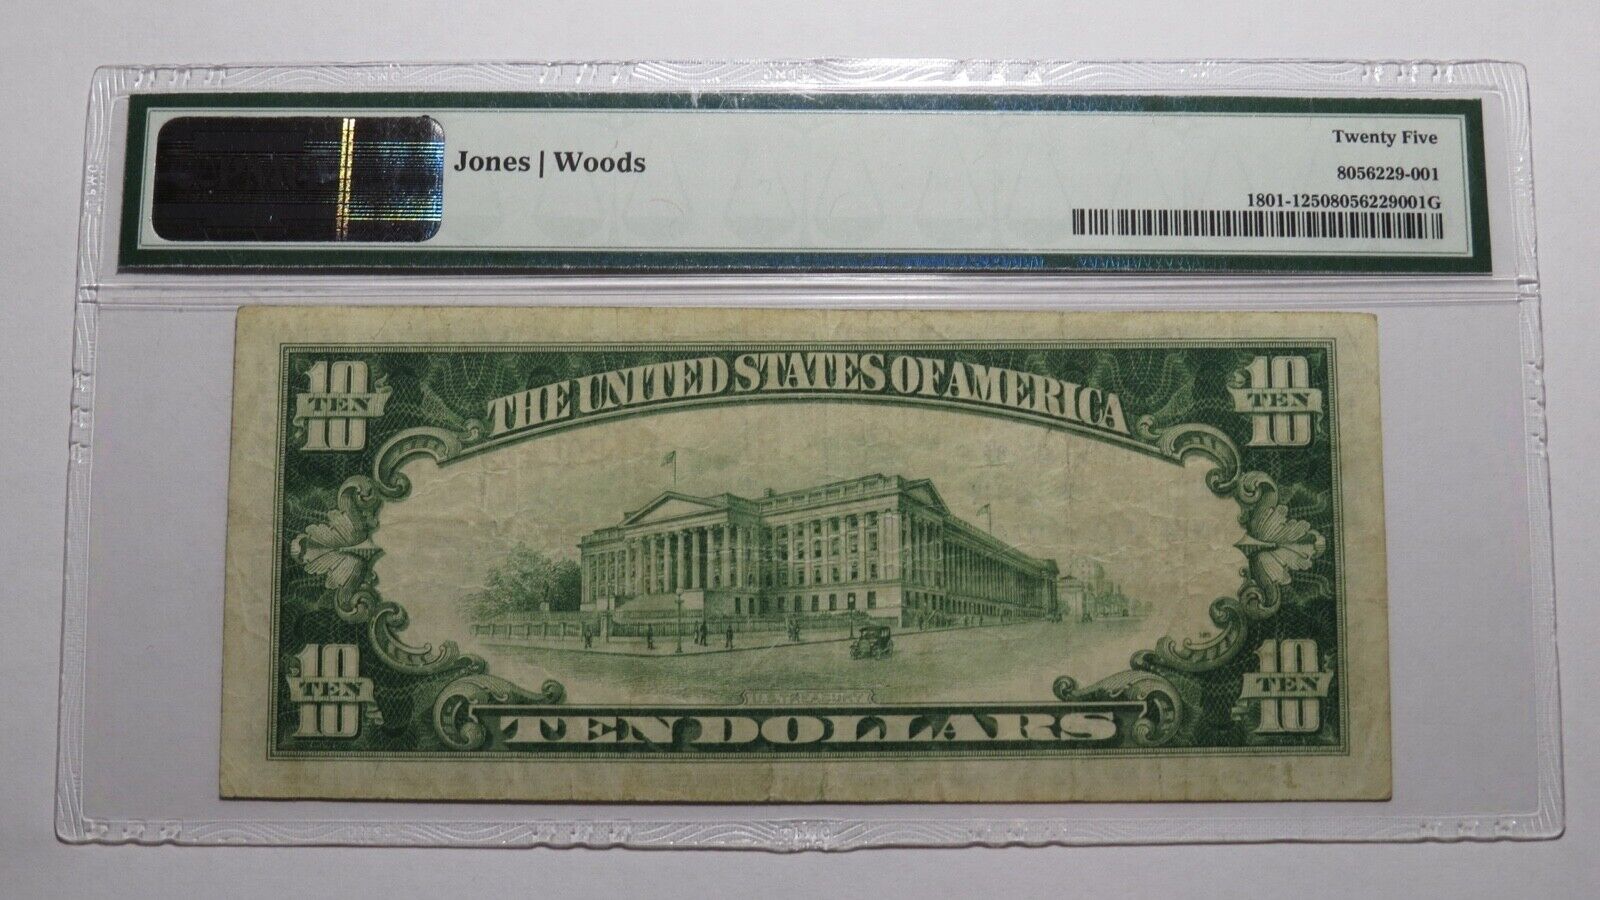 Jones | Woods
Twenty Five
8056229-001
1801-12508056229001G
10 TEN 10
THE UNITED STATES OF AMERICA
10 TEN 10
10 TEN 10
10 TEN 10
TEN DOLLARS